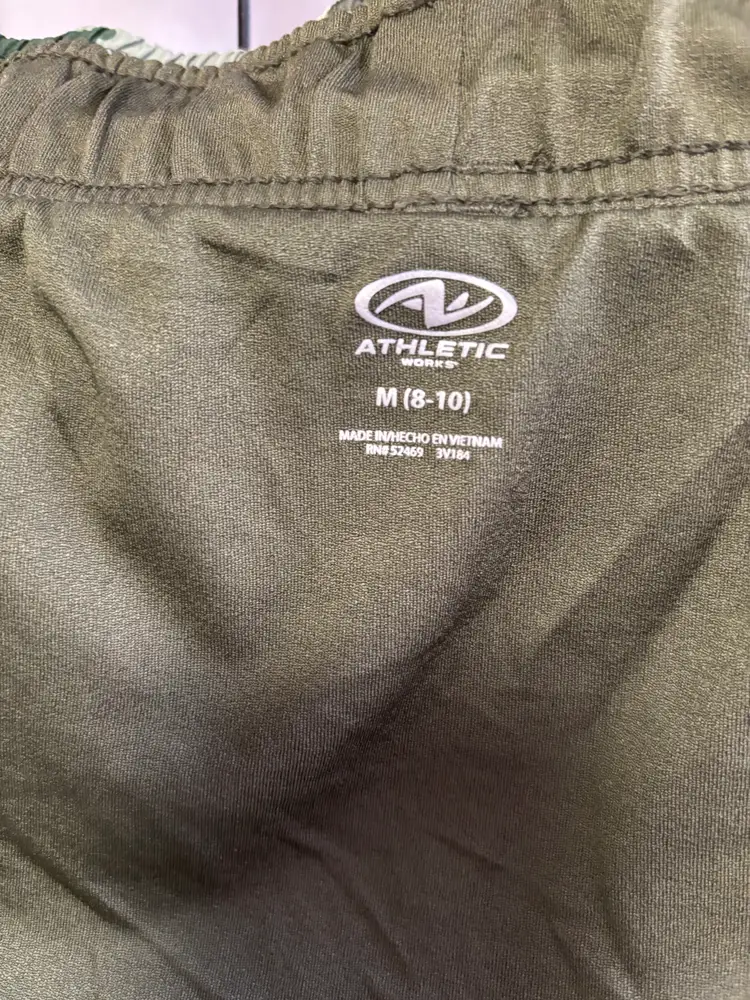 ATHLETIC
WORKS
M (8-10)
MADE IN/HECHO EN VIETNAM
RN# 52469 3V184